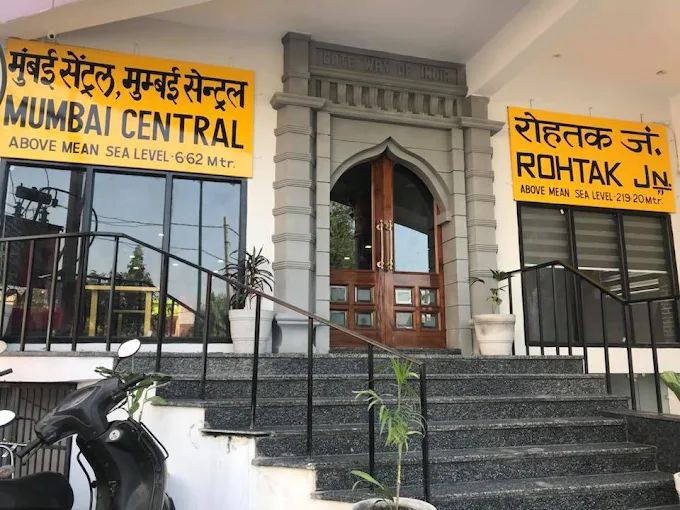 मुंबई सेंट्रल, मुम्बई सेन्ट्रल
MUMBAI CENTRAL
ABOVE MEAN SEA LEVEL-6·62 Mtr.
GATE WAY OF INDIA
रोहतक जं.
ROHTAK JN.
ABOVE MEAN SEA LEVEL-219·20 Mtr.